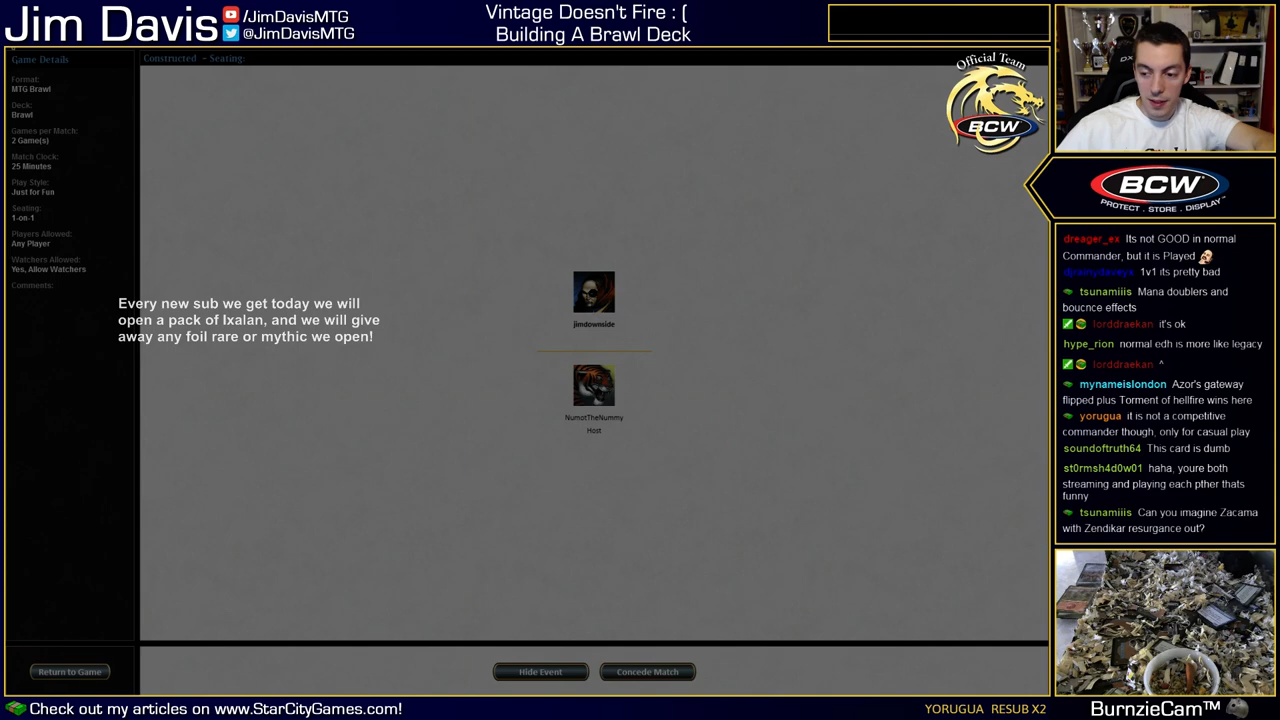 Jim Davis
/JimDavisMTG
@JimDavisMTG
Vintage Doesn't Fire : (
Building A Brawl Deck
Game Details
Format:
MTG Brawl
Deck:
Brawl
Games per Match:
2 Game(s)
Match Clock:
25 Minutes
Play Style:
Just for Fun
Seating:
1-on-1
Players Allowed:
Any Player
Watchers Allowed:
Yes, Allow Watchers
Comments:
Constructed - Seating:
Every new sub we get today we will
open a pack of Ixalan, and we will give
away any foil rare or mythic we open!
jimdownside
NumotTheNummy
Host
Return to Game
Hide Event
Concede Match
Official Team
BCW
BCW
PROTECT . STORE . DISPLAY
dreager_ex Its not GOOD in normal
Commander, but it is Played
1v1 its pretty bad
tsunamiiis Mana doublers and
boucnce effects
lorddraekan it's ok
hype_rion normal edh is more like legacy
lorddraekan ^
mynameislondon Azor's gateway
flipped plus Torment of hellfire wins here
yorugua it is not a competitive
commander though, only for casual play
soundoftruth64 This card is dumb
st0rmsh4d0w01 haha, youre both
streaming and playing each pther thats
funny
tsunamiiis Can you imagine Zacama
with Zendikar resurgance out?
Check out my articles on www.StarCityGames.com!
YORUGUA RESUB X2
BurnzieCam™